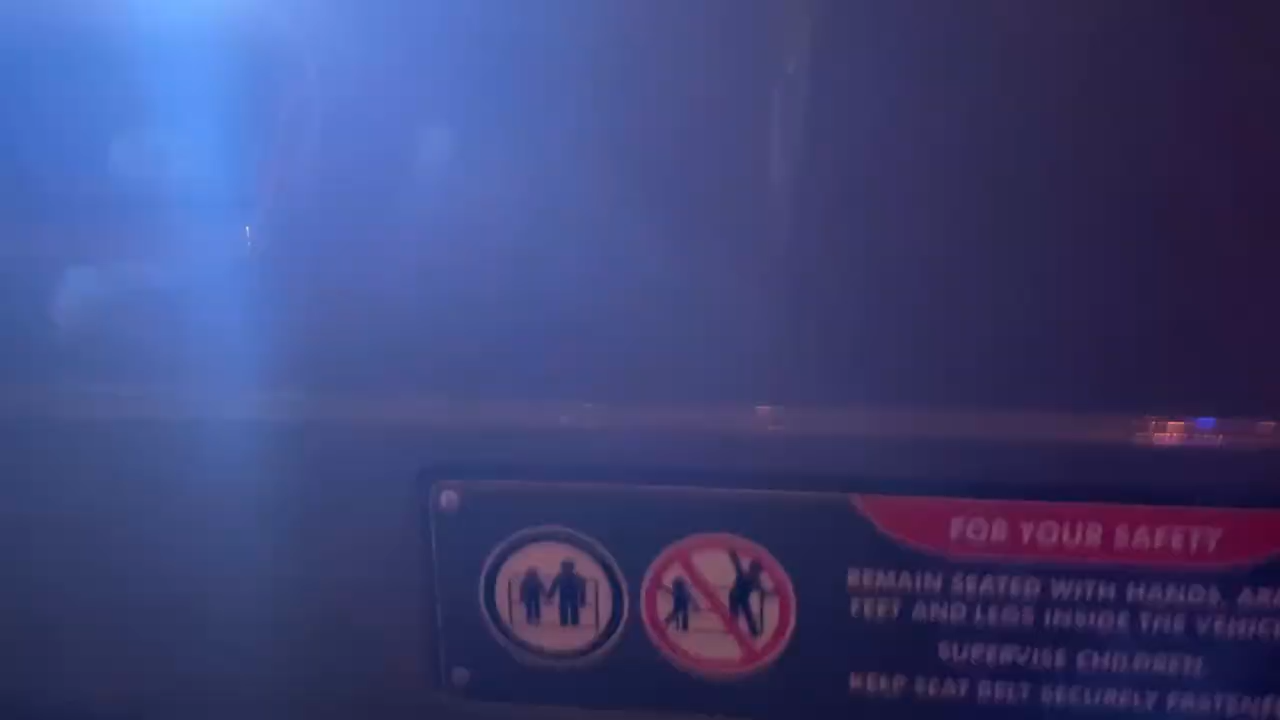 FOR YOUR SAFETY
REMAIN SEATED WITH HANDS,
FEET AND LEGS INSIDE THE
SUPERVISE CHILDREN.
KEEP SEAT BELT SECURELY